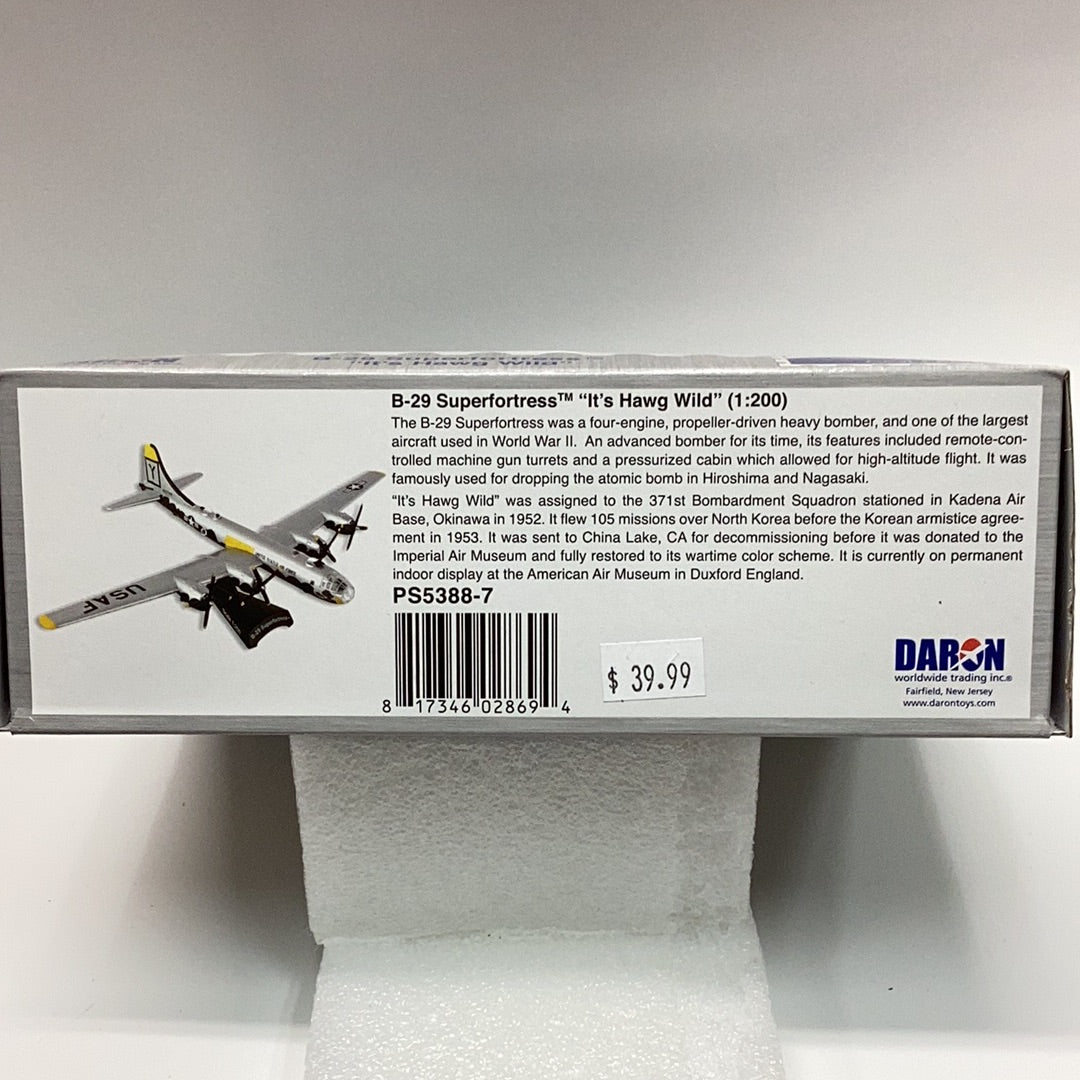 B-29 Superfortress™ "It's Hawg Wild" (1:200)
The B-29 Superfortress was a four-engine, propeller-driven heavy bomber, and one of the largest
aircraft used in World War II. An advanced bomber for its time, its features included remote-con-
trolled machine gun turrets and a pressurized cabin which allowed for high-altitude flight. It was
famously used for dropping the atomic bomb in Hiroshima and Nagasaki.
"It's Hawg Wild" was assigned to the 371st Bombardment Squadron stationed in Kadena Air
Base, Okinawa in 1952. It flew 105 missions over North Korea before the Korean armistice agree-
ment in 1953. It was sent to China Lake, CA for decommissioning before it was donated to the
Imperial Air Museum and fully restored to its wartime color scheme. It is currently on permanent
indoor display at the American Air Museum in Duxford England.
PS5388-7
8 17346 02869 4
$ 39.99
DARON
worldwide trading inc.®
Fairfield, New Jersey
www.darontoys.com
Y
USAF
B-29 Superfortress